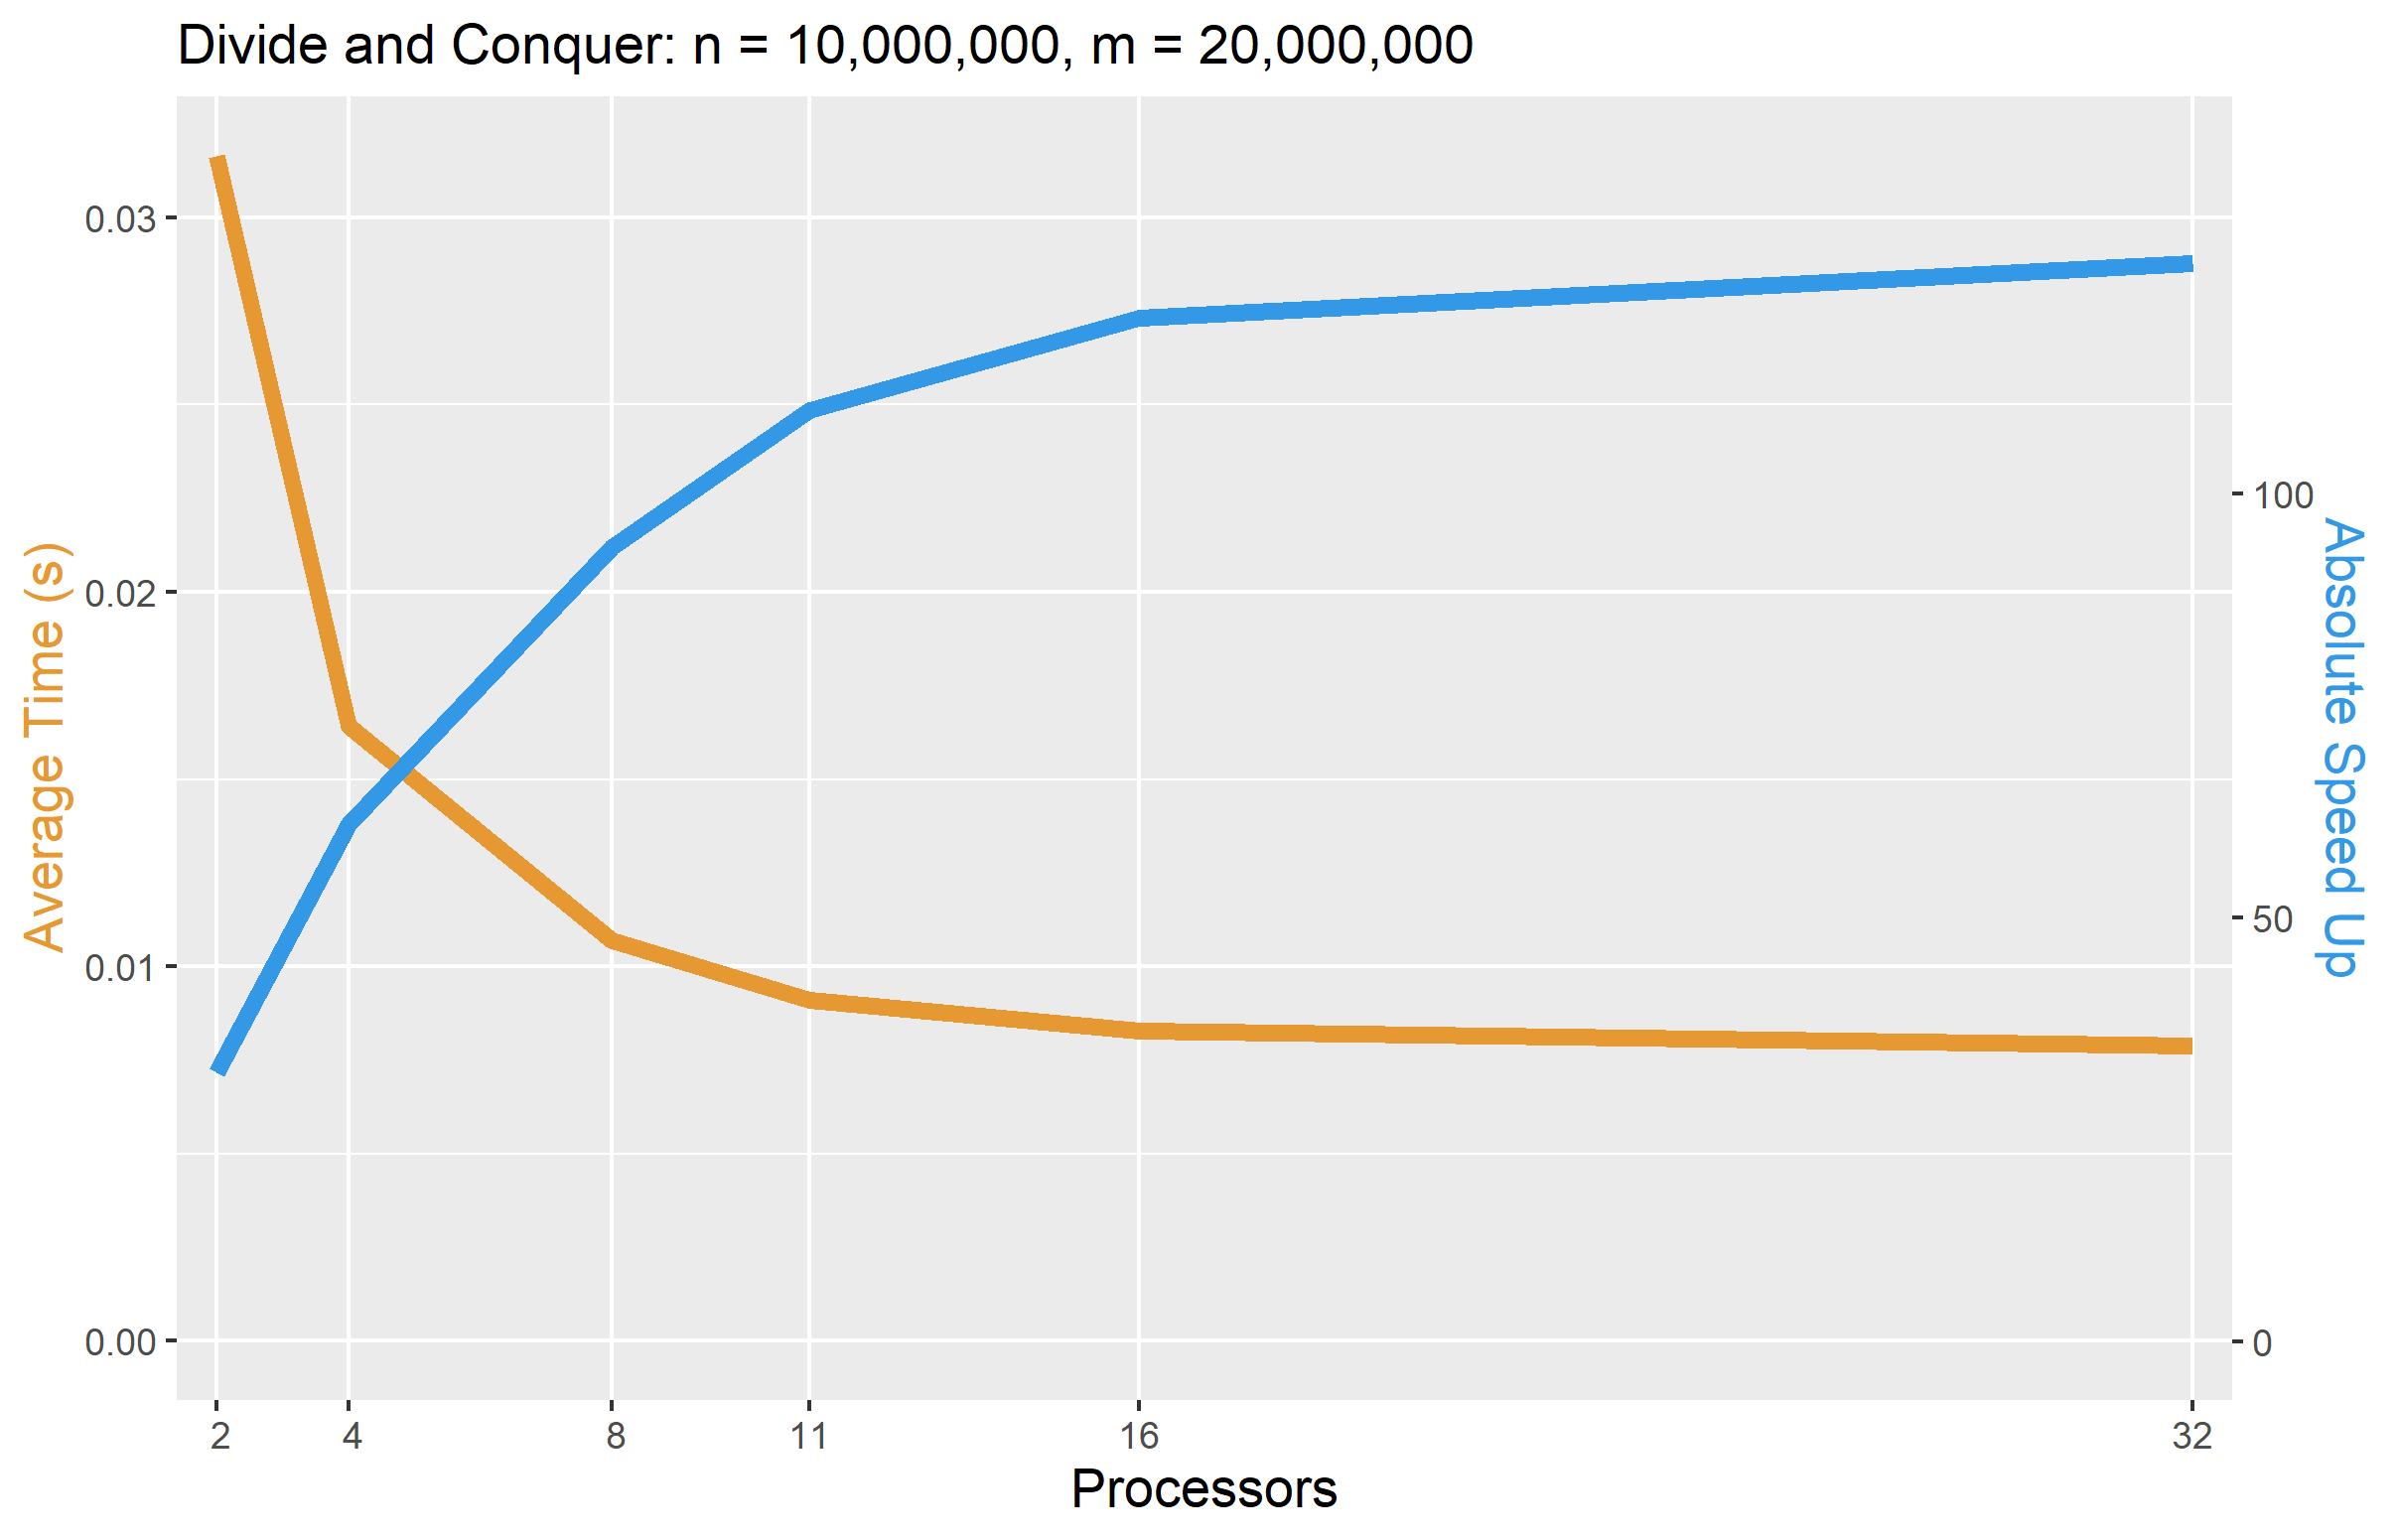 Divide and Conquer: n = 10,000,000, m = 20,000,000
Average Time (s)
0.03
0.02
0.01
0.00
100
50
0
Absolute Speed Up
2 4 8 11 16 32
Processors